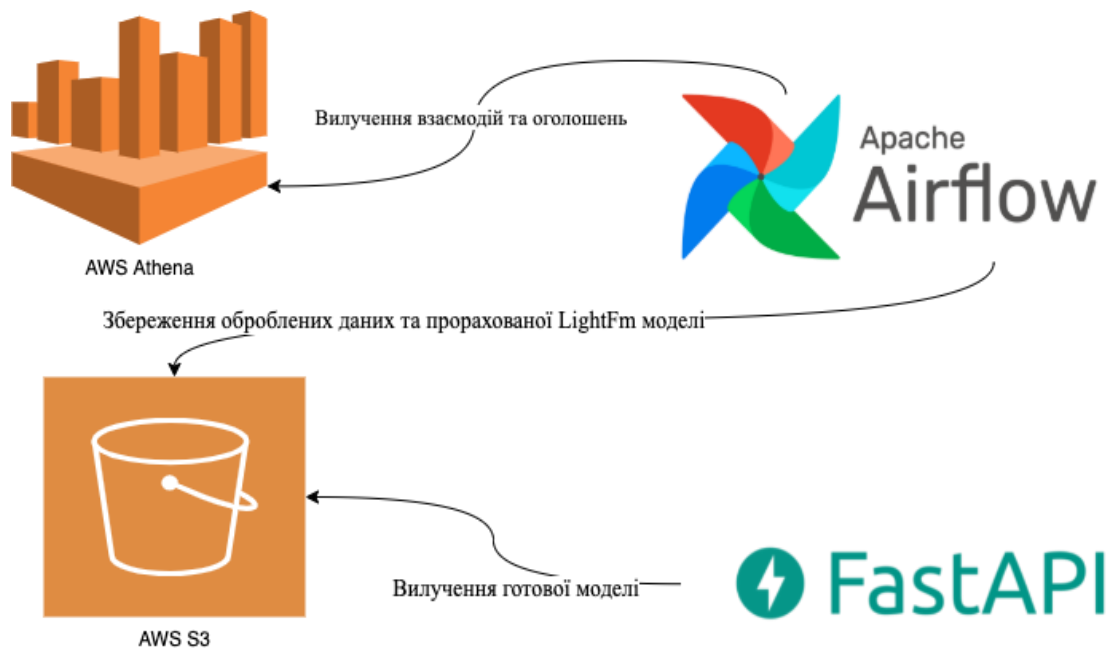 Вилучення взаємодій та оголошень
Apache
Airflow
AWS Athena
Збереження оброблених даних та прорахованої LightFm моделі
Вилучення готової моделі
FastAPI
AWS S3